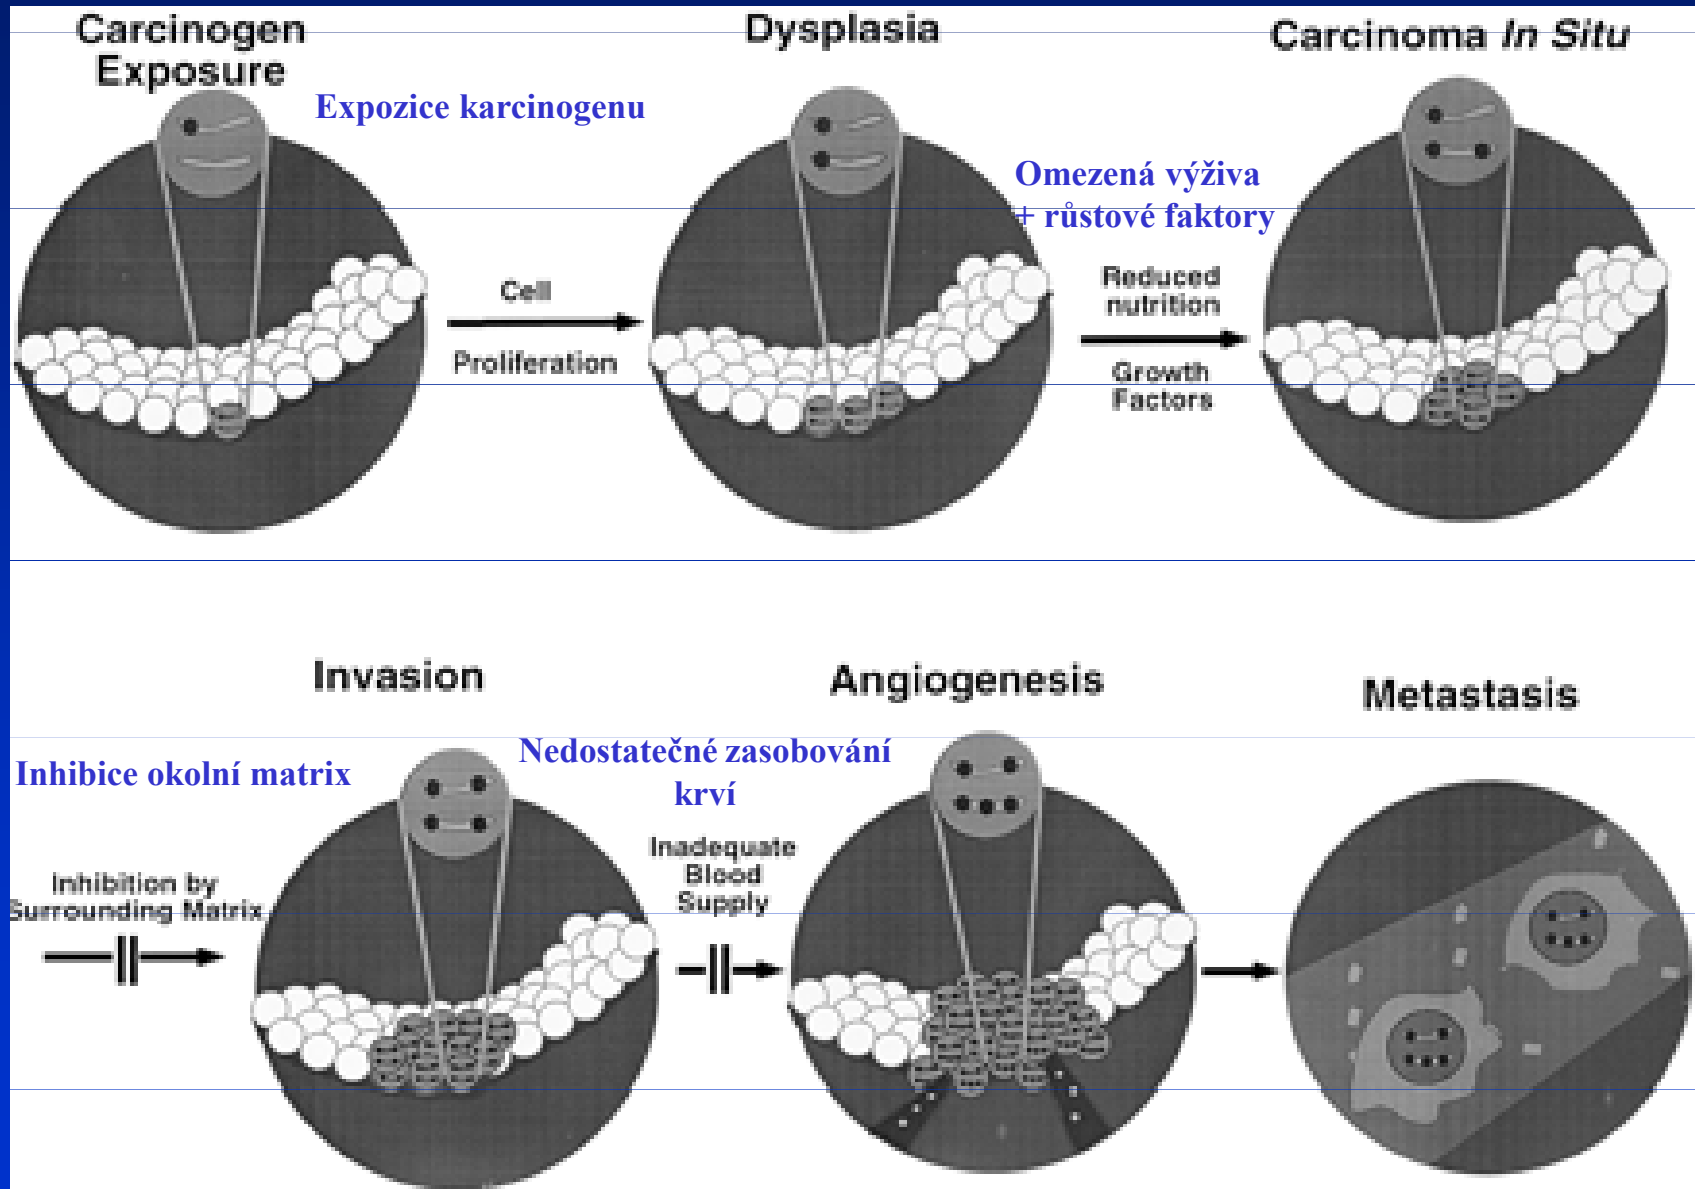 Carcinogen
Exposure
Expozice karcinogenu
Dysplasia
Carcinoma In Situ
Omezená výživa
+ růstové faktory
Cell
Proliferation
Reduced
nutrition
Growth
Factors
Invasion
Angiogenesis
Metastasis
Inhibice okolní matrix
Nedostatečné zasobování
krví
Inhibition by
Surrounding Matrix
Inadequate
Blood
Supply